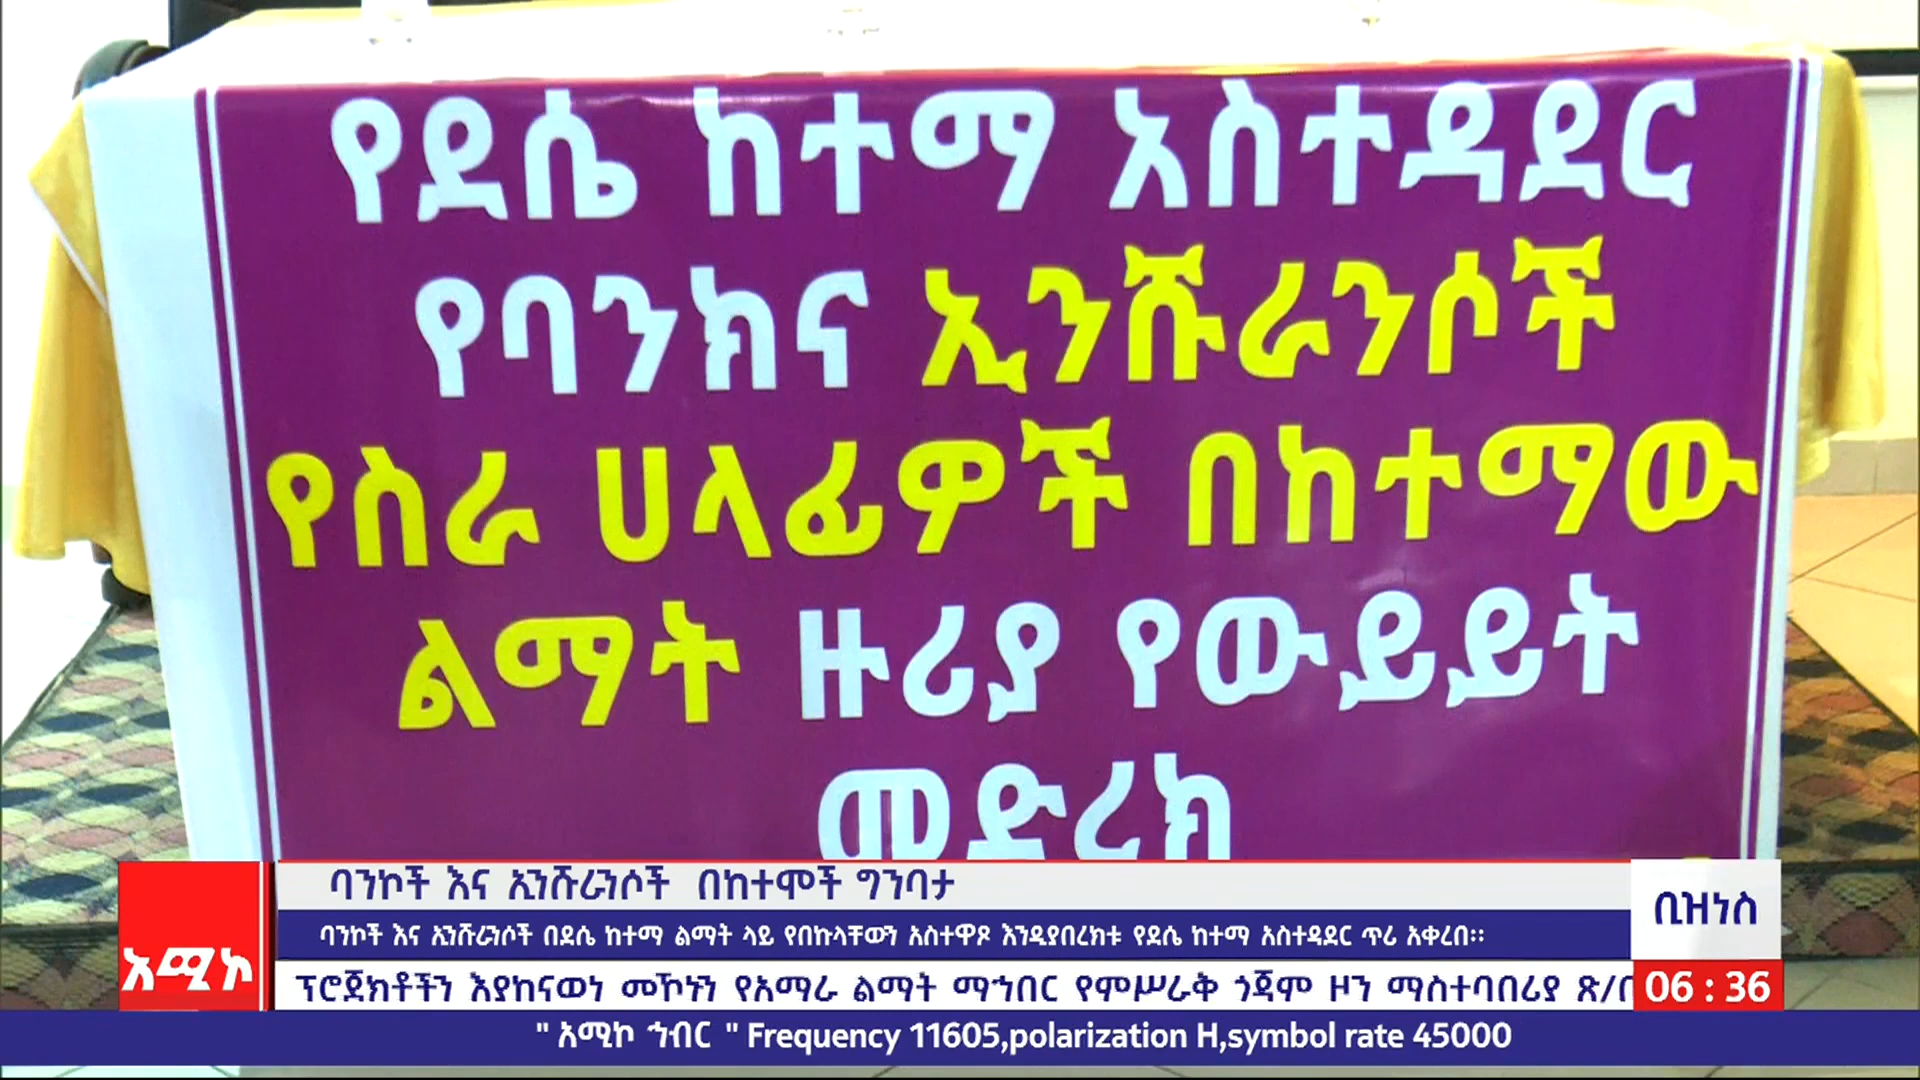 የደሴ ከተማ አስተዳደር
የባንክና ኢንሹራንሶች
የስራ ሀላፊዎች በከተማው
ልማት ዙሪያ የውይይት
መድረክ
ባንኮች እና ኢንሹራንሶች በከተሞች ግንባታ
ቢዝነስ
ባንኮች እና ኢንሹራንሶች በደሴ ከተማ ልማት ላይ የበኩላቸውን አስተዋጾ እንዲያበረክቱ የደሴ ከተማ አስተዳደር ጥሪ አቀረበ።
አሚኮ
ፕሮጀክቶችን እያከናወነ መኾኑን የአማራ ልማት ማኀበር የምሥራቅ ጎጃም ዞን ማስተባበሪያ ጽ/
06 : 36
" አሚኮ ኅብር " Frequency 11605,polarization H,symbol rate 45000